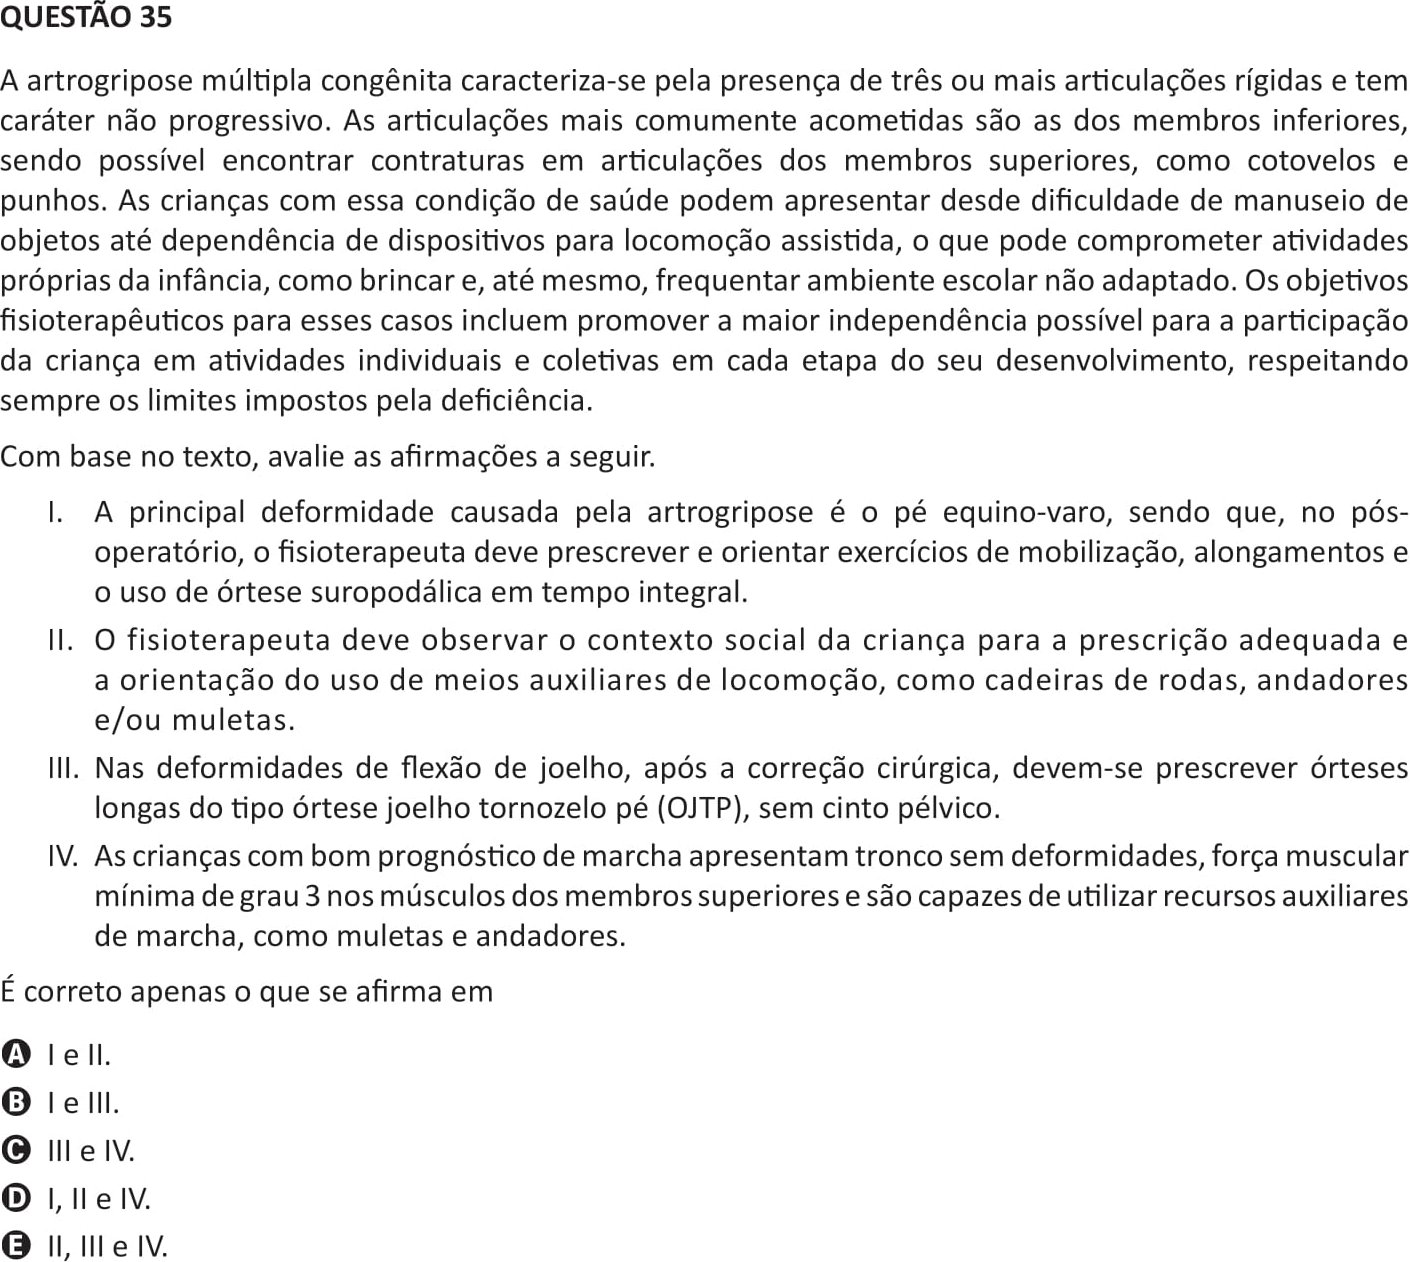 QUESTÃO 35
A artrogripose múltipla congênita caracteriza-se pela presença de três ou mais articulações rígidas e tem
caráter não progressivo. As articulações mais comumente acometidas são as dos membros inferiores,
sendo possível encontrar contraturas em articulações dos membros superiores, como cotovelos e
punhos. As crianças com essa condição de saúde podem apresentar desde dificuldade de manuseio de
objetos até dependência de dispositivos para locomoção assistida, o que pode comprometer atividades
próprias da infância, como brincar e, até mesmo, frequentar ambiente escolar não adaptado. Os objetivos
fisioterapêuticos para esses casos incluem promover a maior independência possível para a participação
da criança em atividades individuais e coletivas em cada etapa do seu desenvolvimento, respeitando
sempre os limites impostos pela deficiência.
Com base no texto, avalie as afirmações a seguir.
I. A principal deformidade causada pela artrogripose é o pé equino-varo, sendo que, no pós-
operatório, o fisioterapeuta deve prescrever e orientar exercícios de mobilização, alongamentos e
o uso de órtese suropodálica em tempo integral.
II. O fisioterapeuta deve observar o contexto social da criança para a prescrição adequada e
a orientação do uso de meios auxiliares de locomoção, como cadeiras de rodas, andadores
e/ou muletas.
III. Nas deformidades de flexão de joelho, após a correção cirúrgica, devem-se prescrever órteses
longas do tipo órtese joelho tornozelo pé (OJTP), sem cinto pélvico.
IV. As crianças com bom prognóstico de marcha apresentam tronco sem deformidades, força muscular
mínima de grau 3 nos músculos dos membros superiores e são capazes de utilizar recursos auxiliares
de marcha, como muletas e andadores.
É correto apenas o que se afirma em
A I e II.
B I e III.
C III e IV.
D I, II e IV.
E II, III e IV.